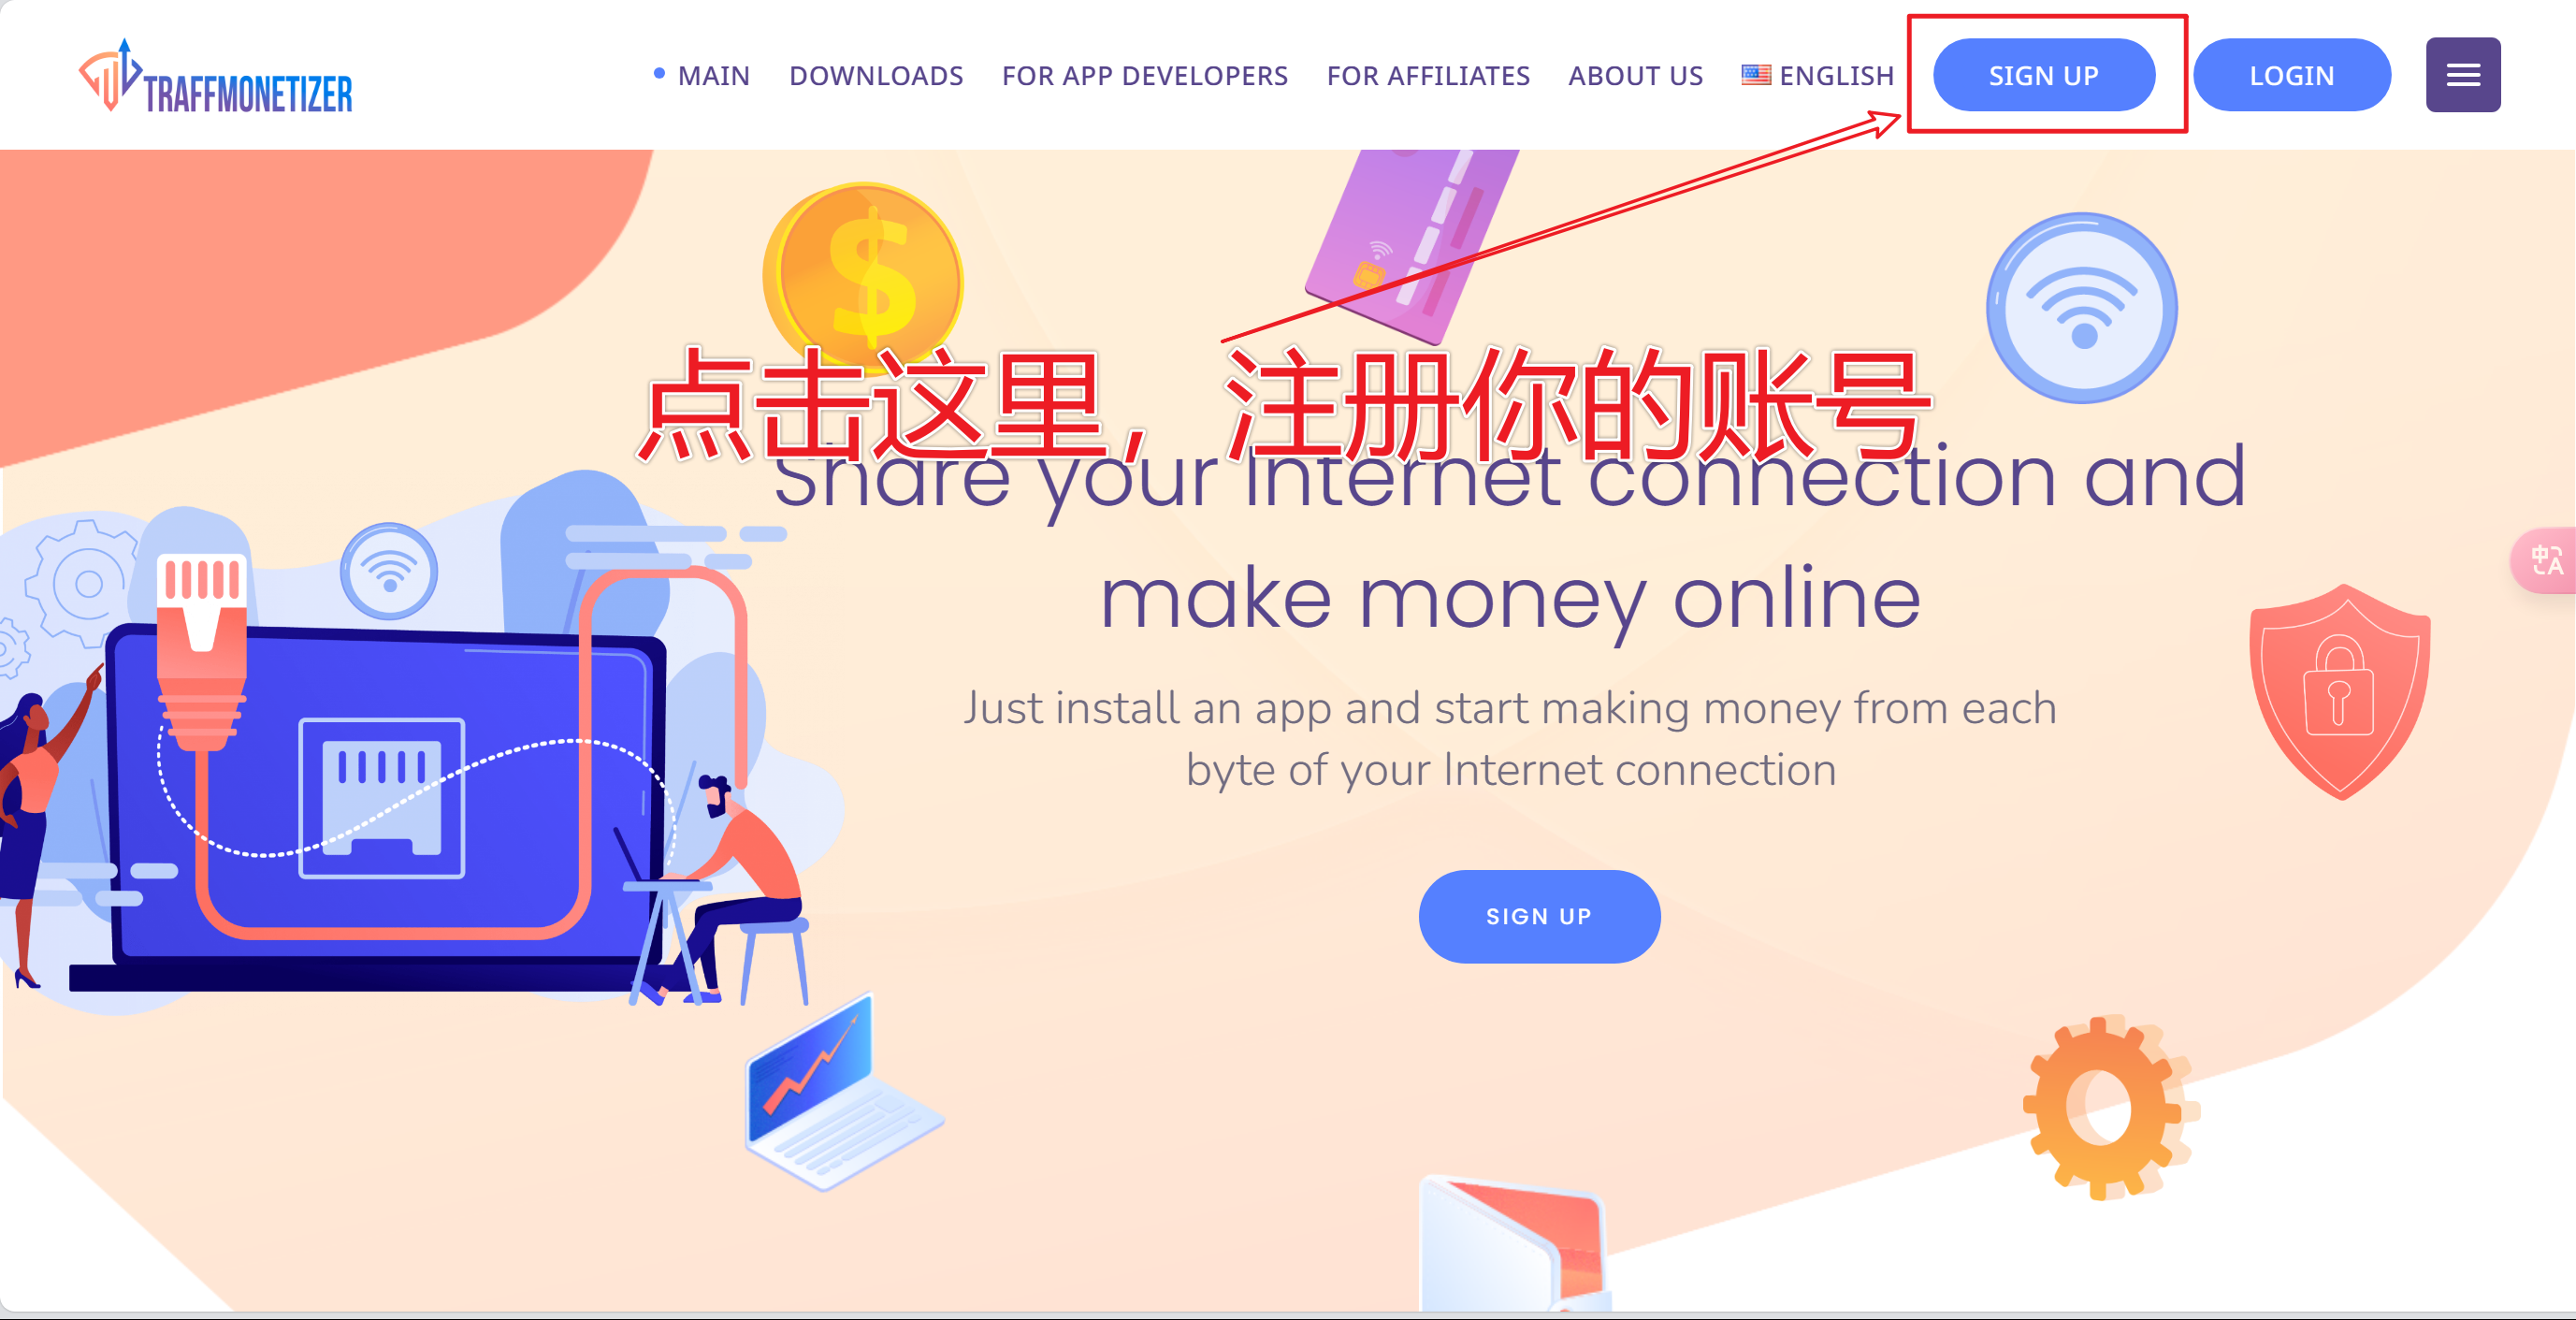 TRAFFMONETIZER
MAIN DOWNLOADS FOR APP DEVELOPERS FOR AFFILIATES ABOUT US ENGLISH SIGN UP LOGIN
点击这里，注册你的账号
Share your Internet connection and
make money online
Just install an app and start making money from each
byte of your Internet connection
SIGN UP
中A